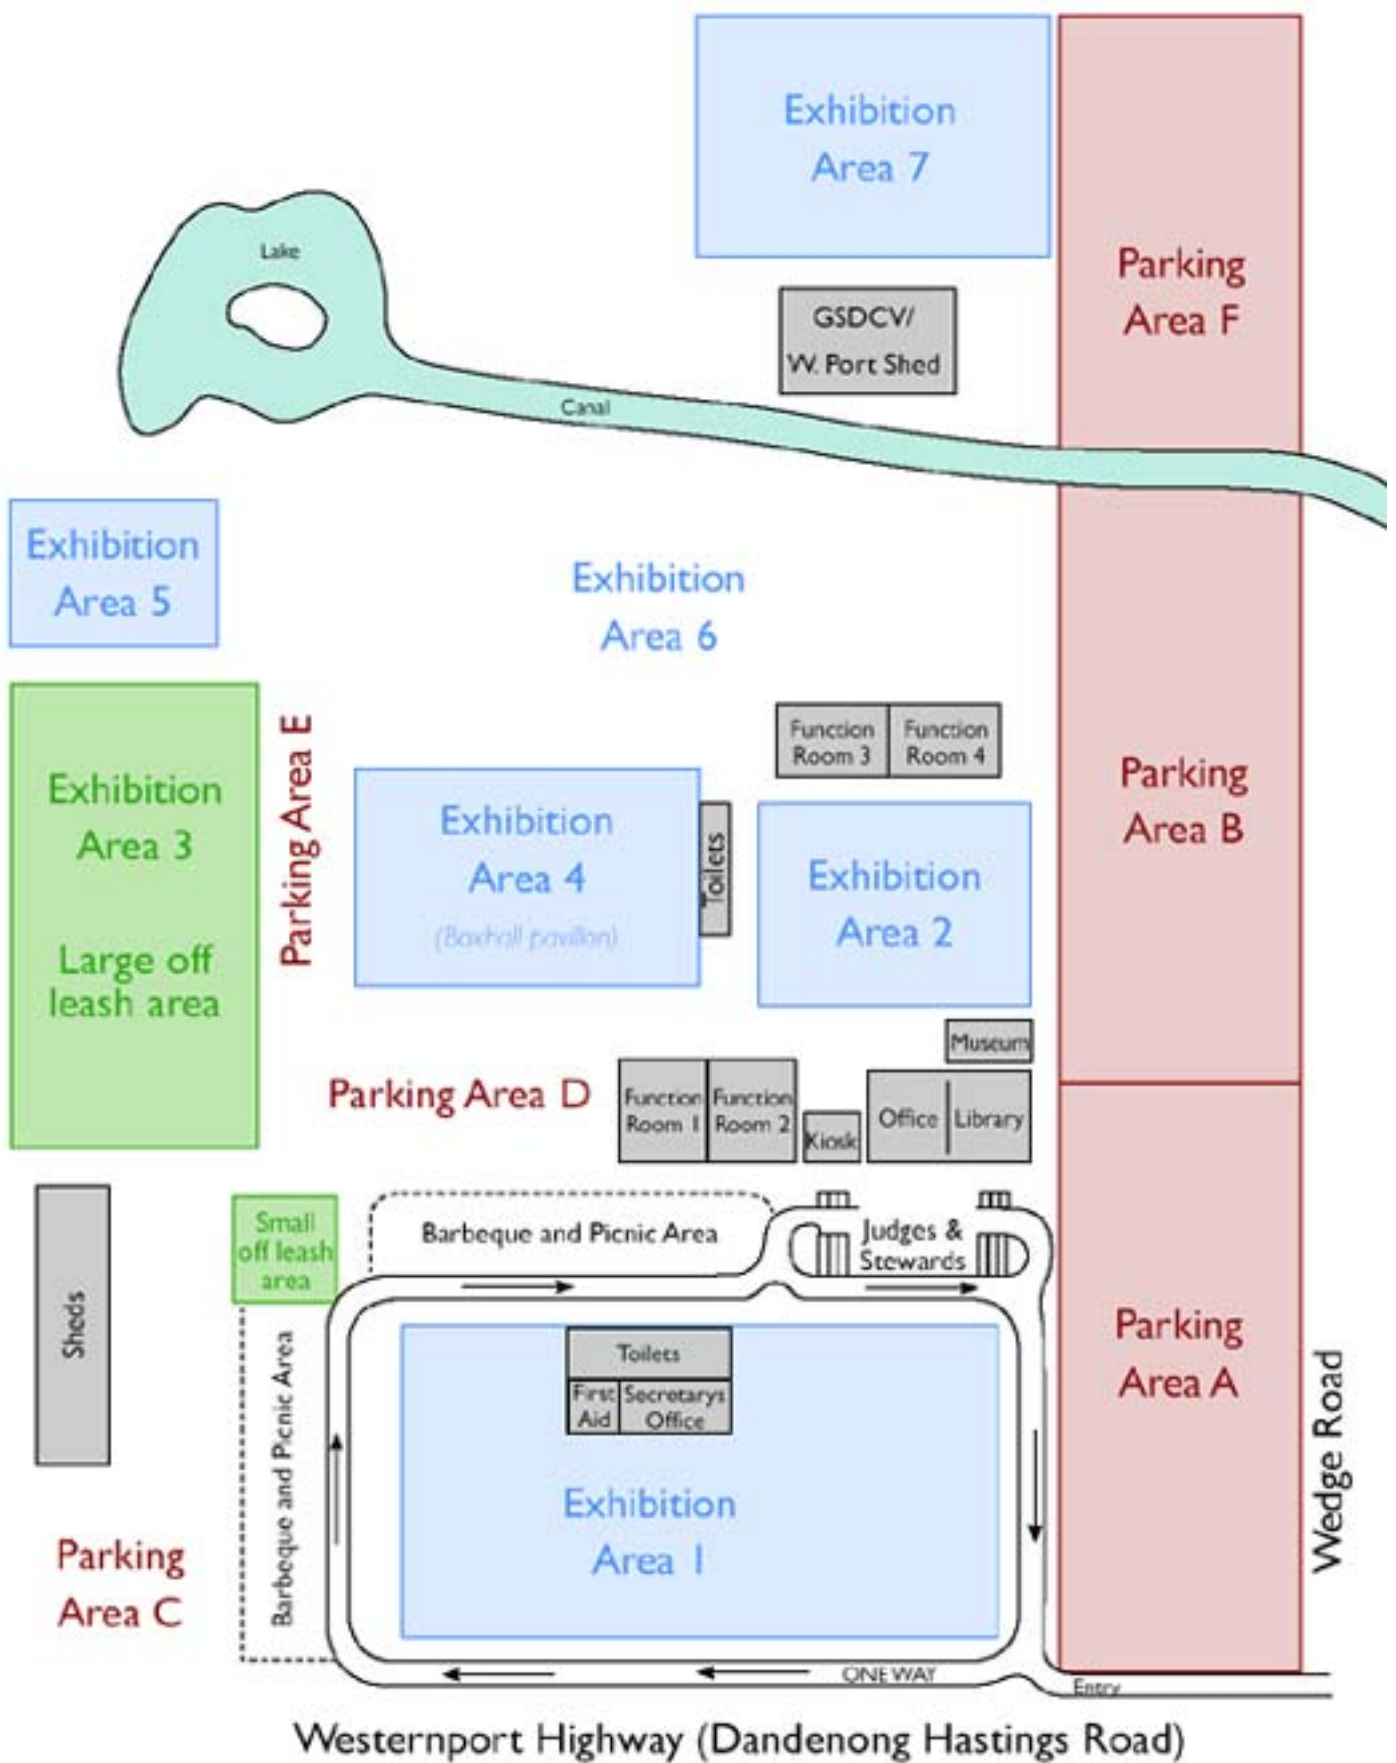 Exhibition
Area 7
Parking
Area F
Lake
GSDCV/
W. Port Shed
Canal
Exhibition
Area 5
Exhibition
Area 6
Exhibition
Area 3
Large off
leash area
Parking Area E
Exhibition
Area 4
(Boxhall pavilion)
Toilets
Function
Room 3
Function
Room 4
Exhibition
Area 2
Parking
Area B
Museum
Parking Area D
Function
Room 1
Function
Room 2
Kiosk
Office
Library
Sheds
Small
off leash
area
Barbeque and Picnic Area
Judges &
Stewards
Barbeque and Picnic Area
Toilets
First
Aid
Secretarys
Office
Exhibition
Area 1
Parking
Area A
Wedge Road
Parking
Area C
ONE WAY
Entry
Westernport Highway (Dandenong Hastings Road)